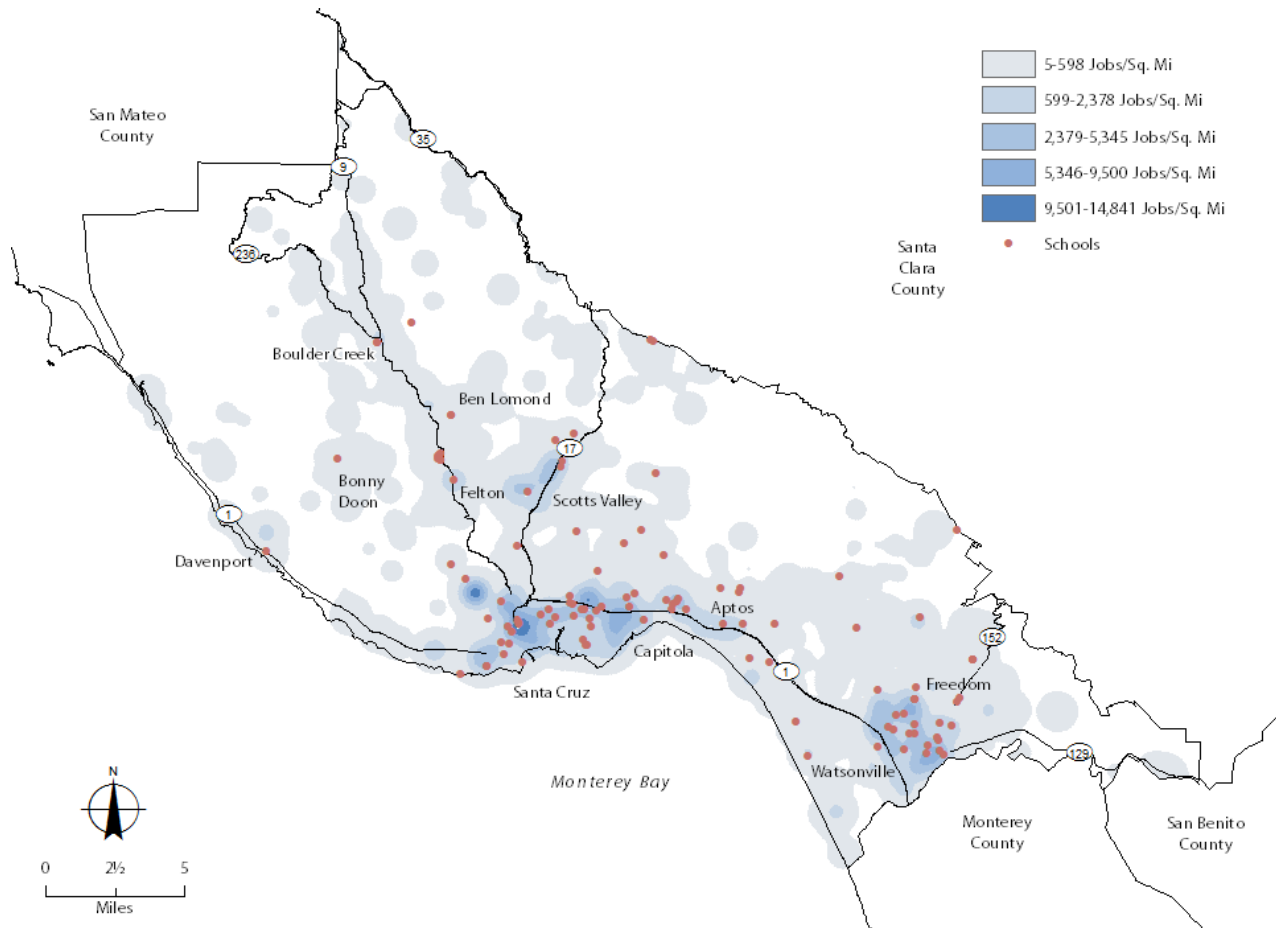 5-598 Jobs/Sq. Mi
599-2,378 Jobs/Sq. Mi
2,379-5,345 Jobs/Sq. Mi
5,346-9,500 Jobs/Sq. Mi
9,501-14,841 Jobs/Sq. Mi
Schools
San Mateo
County
35
9
236
Santa
Clara
County
Boulder Creek
Ben Lomond
17
Bonny
Doon
Felton
Scotts Valley
1
Davenport
Aptos
152
Capitola
1
Freedom
Santa Cruz
129
Watsonville
Monterey Bay
Monterey
County
San Benito
County
N
0 2½ 5
Miles